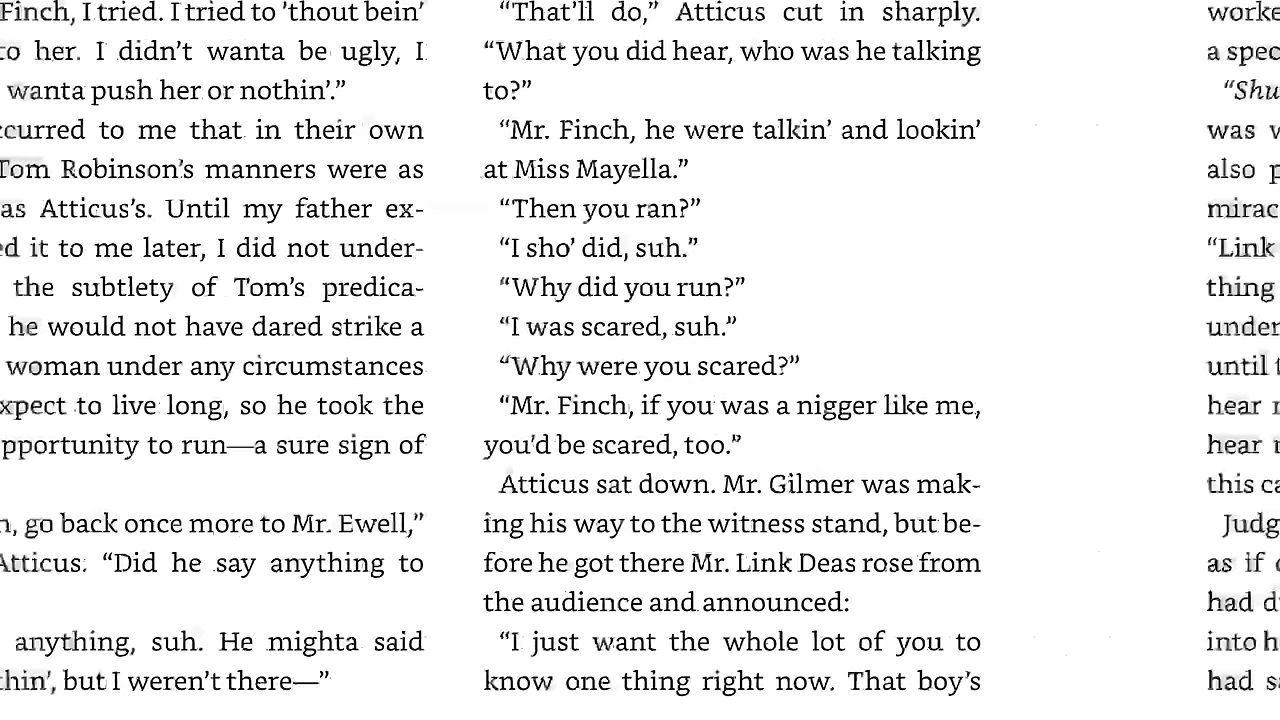 Finch, I tried. I tried to 'thout bein'
to her. I didn't wanta be ugly, I
wanta push her or nothin'."
ccurred to me that in their own
Tom Robinson's manners were as
as Atticus's. Until my father ex-
ed it to me later, I did not under-
the subtlety of Tom's predica-
he would not have dared strike a
woman under any circumstances
xpect to live long, so he took the
pportunity to run—a sure sign of
n, go back once more to Mr. Ewell,"
Atticus. "Did he say anything to
anything, suh. He mighta said
thin', but I weren't there—"
"That'll do," Atticus cut in sharply.
"What you did hear, who was he talking
to?"
"Mr. Finch, he were talkin' and lookin'
at Miss Mayella."
"Then you ran?"
"I sho' did, suh."
"Why did you run?"
"I was scared, suh."
"Why were you scared?"
"Mr. Finch, if you was a nigger like me,
you'd be scared, too."
Atticus sat down. Mr. Gilmer was mak-
ing his way to the witness stand, but be-
fore he got there Mr. Link Deas rose from
the audience and announced:
"I just want the whole lot of you to
know one thing right now. That boy's
worke
a spec
"Shu
was w
also p
mirac
"Link
thing
under
until t
hear
hear
this ca
Judg
as if
had d
into h
had s